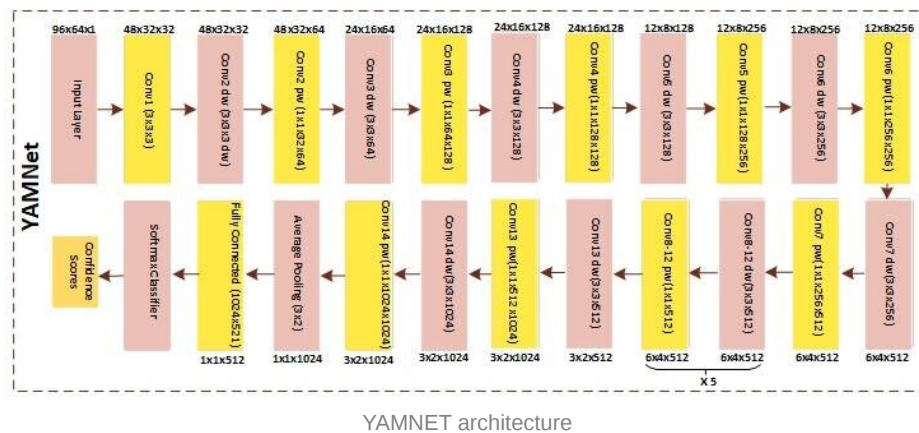 YAMNet
96x64x1
48x32x32
48x32x32
48x32x64
24x16x64
24x16x128
24x16x128
24x16x128
12x8x128
12x8x256
12x8x256
12x8x256
Input Layer
Conv1 (3x3x3)
Conv2 dw (3x3x3 dw)
Conv2 pw (1x1x32x64)
Conv3 dw (3x3x64)
Conv3 pw (1x1x64x128)
Conv4 dw (3x3x128)
Conv4 pw(1x1x128x128)
Conv5 dw (3x3x128)
Conv5 pw(1x1x128x256)
Conv6 dw (3x3x256)
Conv6 pw(1x1x256x256)
Conv7 dw(3x3x256)
Conv7 pw(1x1x256x512)
Conv8-12 dw(3x3x512)
Conv8-12 pw(1x1x512)
Conv13 dw(3x3x512)
Conv13 pw(1x1x512x1024)
Conv14 dw(3x3x1024)
Conv14 pw(1x1x1024x1024)
Average Pooling (3x2)
Fully Connected (1024x521)
Softmax Classifier
Confidence
Scores
1x1x512
1x1x1024
3x2x1024
3x2x1024
3x2x1024
3x2x512
6x4x512
6x4x512
6x4x512
6x4x512
X 5
YAMNET architecture